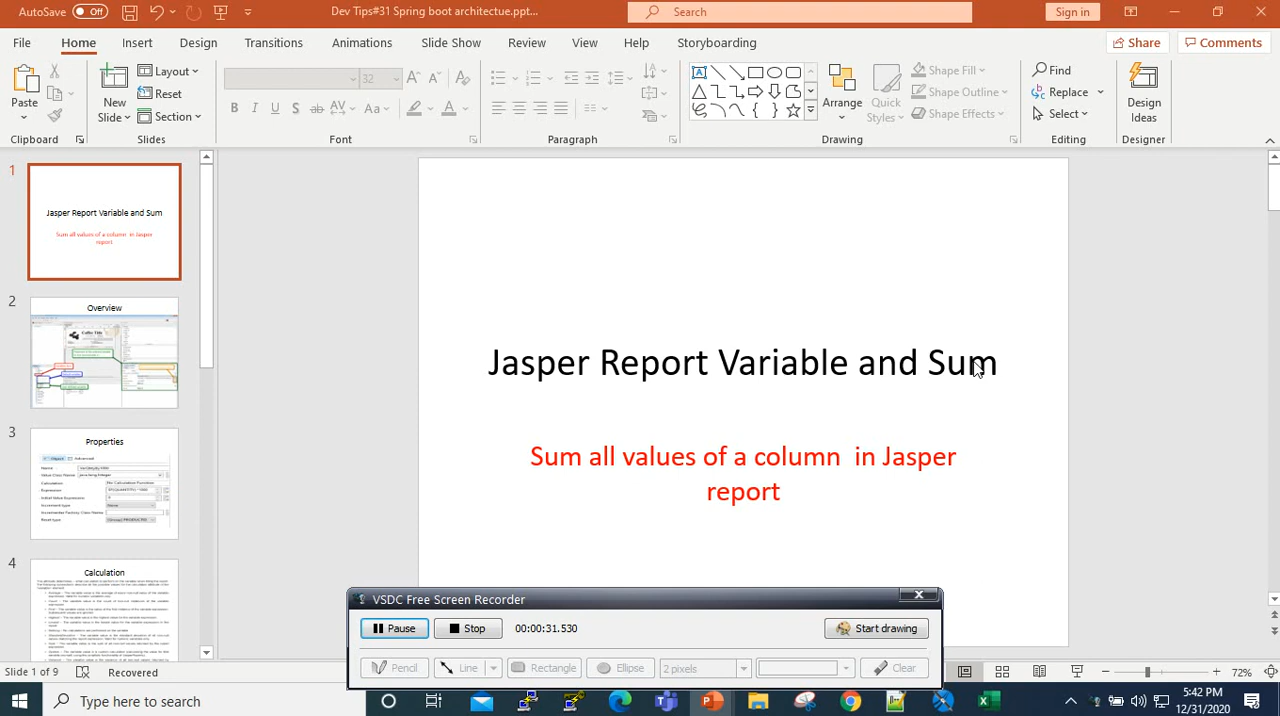 AutoSave Off Dev Tips#31 Spring boot architectue.ppt... Search Sign in
File Home Insert Design Transitions Animations Slide Show Review View Help Storyboarding Share Comments
Paste New Slide Layout Reset Section 32 Arrange Quick Styles Shape Fill Shape Outline Shape Effects Find Replace Select Design Ideas
Clipboard Slides Font Paragraph Drawing Editing Designer
1
Jasper Report Variable and Sum
Sum all values of a column in Jasper
report
2
Overview
3
Properties
4
Calculation
Jasper Report Variable and Sum
Sum all values of a column in Jasper
report
VSDC Free Screen Recorder
Pause Start drawing
Pencil Line Rectangle Ellipse 2 pixels Clear
Slide 1 of 9 Recovered 72%
Type here to search
5:42 PM
12/31/2020